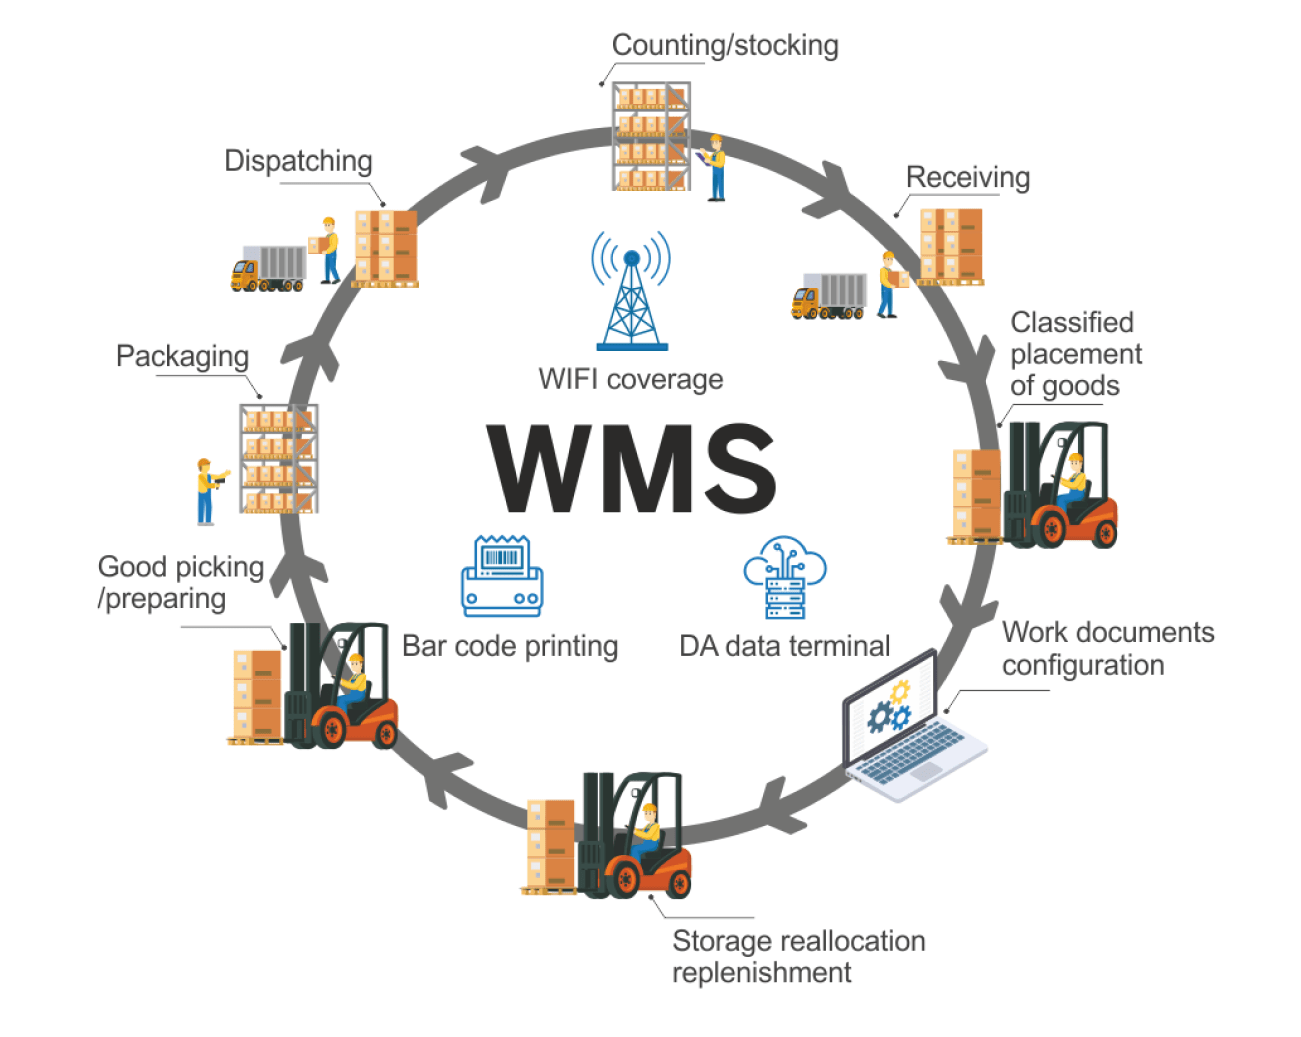 Counting/stocking
Dispatching
Receiving
Classified
placement
of goods
Packaging
WIFI coverage
WMS
Good picking
/preparing
Bar code printing
DA data terminal
Work documents
configuration
Storage reallocation
replenishment